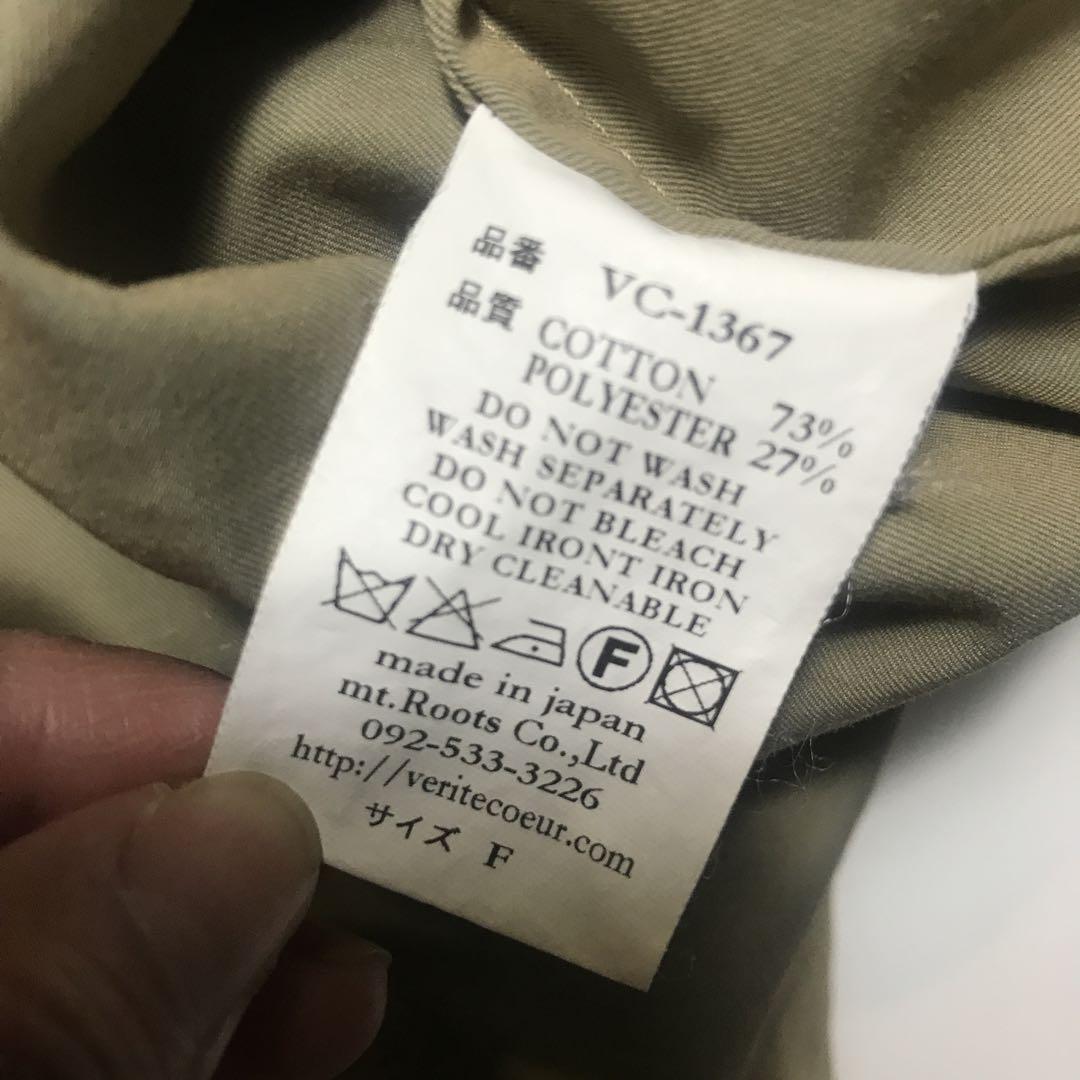 品番 VC-1367
品質 COTTON 73%
POLYESTER 27%
DO NOT WASH
WASH SEPARATELY
DO NOT BLEACH
COOL IRONT IRON
DRY CLEANABLE
F
made in japan
mt.Roots Co.,Ltd
092-533-3226
http://veritecoeur.com
サイズ F